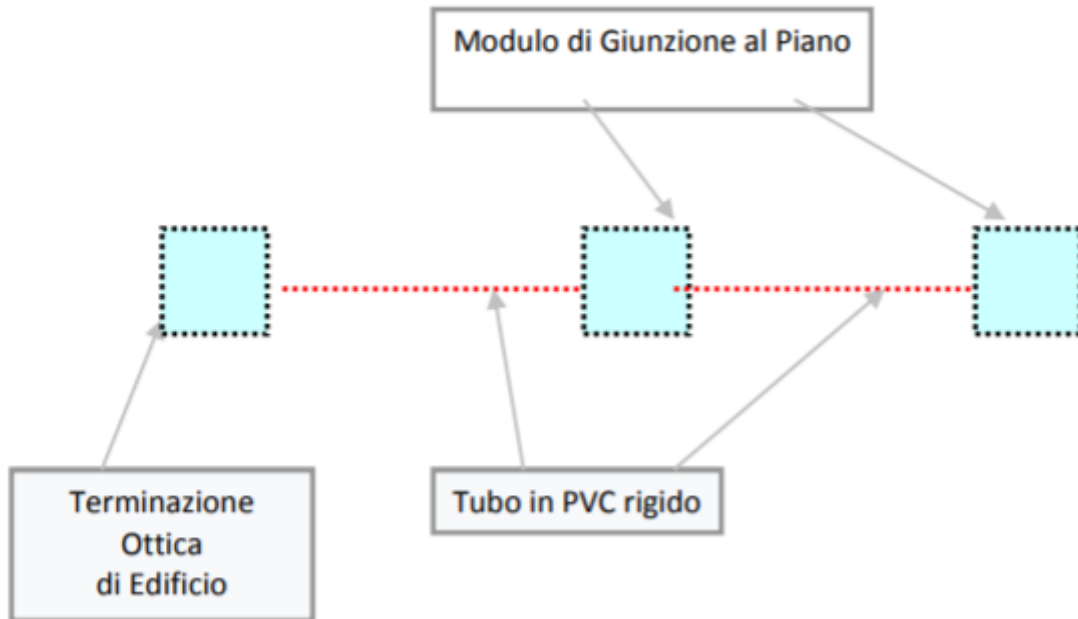 Modulo di Giunzione al Piano
Terminazione
Ottica
di Edificio
Tubo in PVC rigido